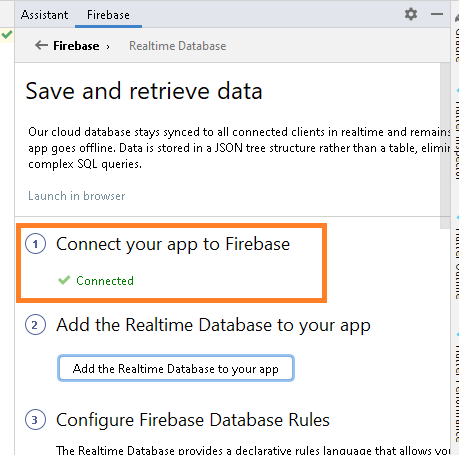 Assistant Firebase
Firebase › Realtime Database
Save and retrieve data
Our cloud database stays synced to all connected clients in realtime and remains
app goes offline. Data is stored in a JSON tree structure rather than a table, elimi
complex SQL queries.
Launch in browser
1 Connect your app to Firebase
Connected
2 Add the Realtime Database to your app
Add the Realtime Database to your app
3 Configure Firebase Database Rules
The Realtime Database provides a declarative rules language that allows you